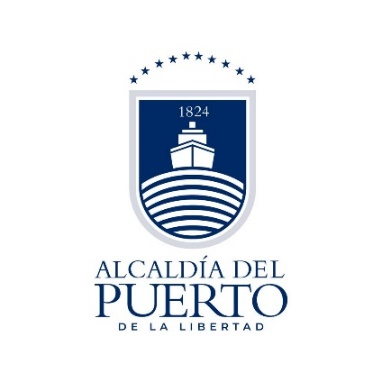 1824
ALCALDÍA DEL
PUERTO
DE LA LIBERTAD